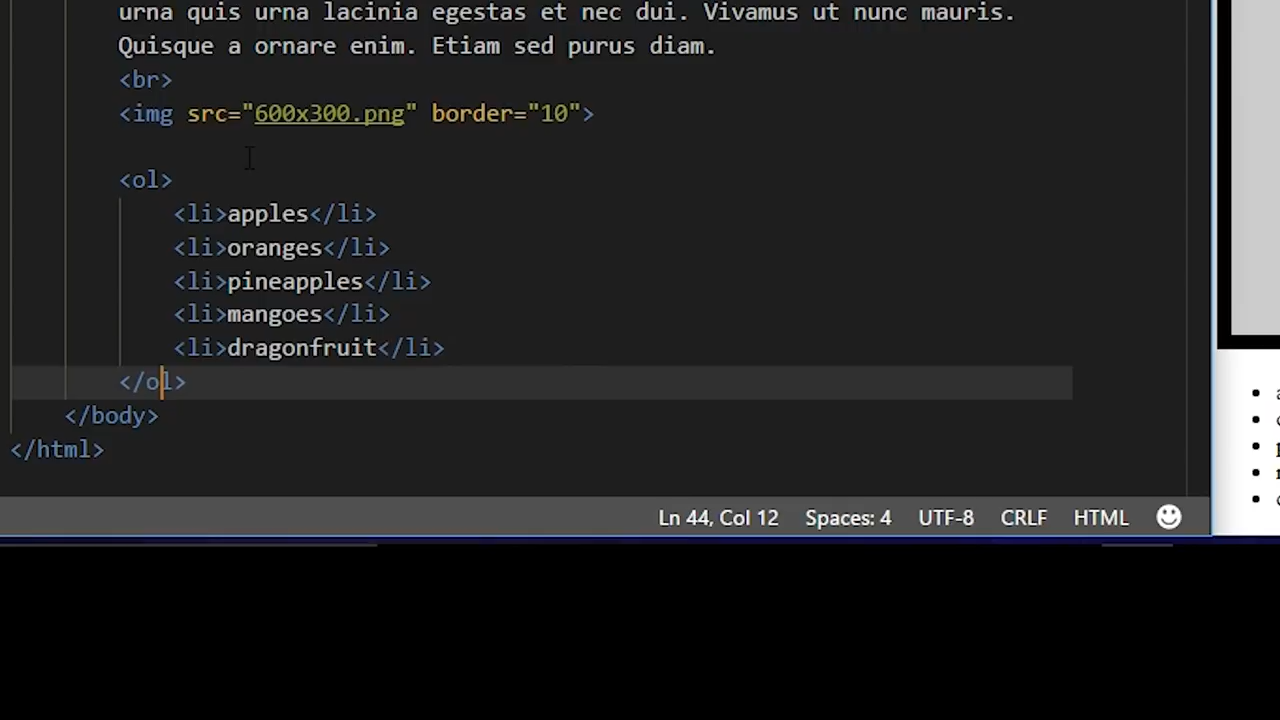 urna quis urna lacinia egestas et nec dui. Vivamus ut nunc mauris.
Quisque a ornare enim. Etiam sed purus diam.
<br>
<img src="600x300.png" border="10">
<ol>
<li>apples</li>
<li>oranges</li>
<li>pineapples</li>
<li>mangoes</li>
<li>dragonfruit</li>
</ol>
</body>
</html>
Ln 44, Col 12 Spaces: 4 UTF-8 CRLF HTML